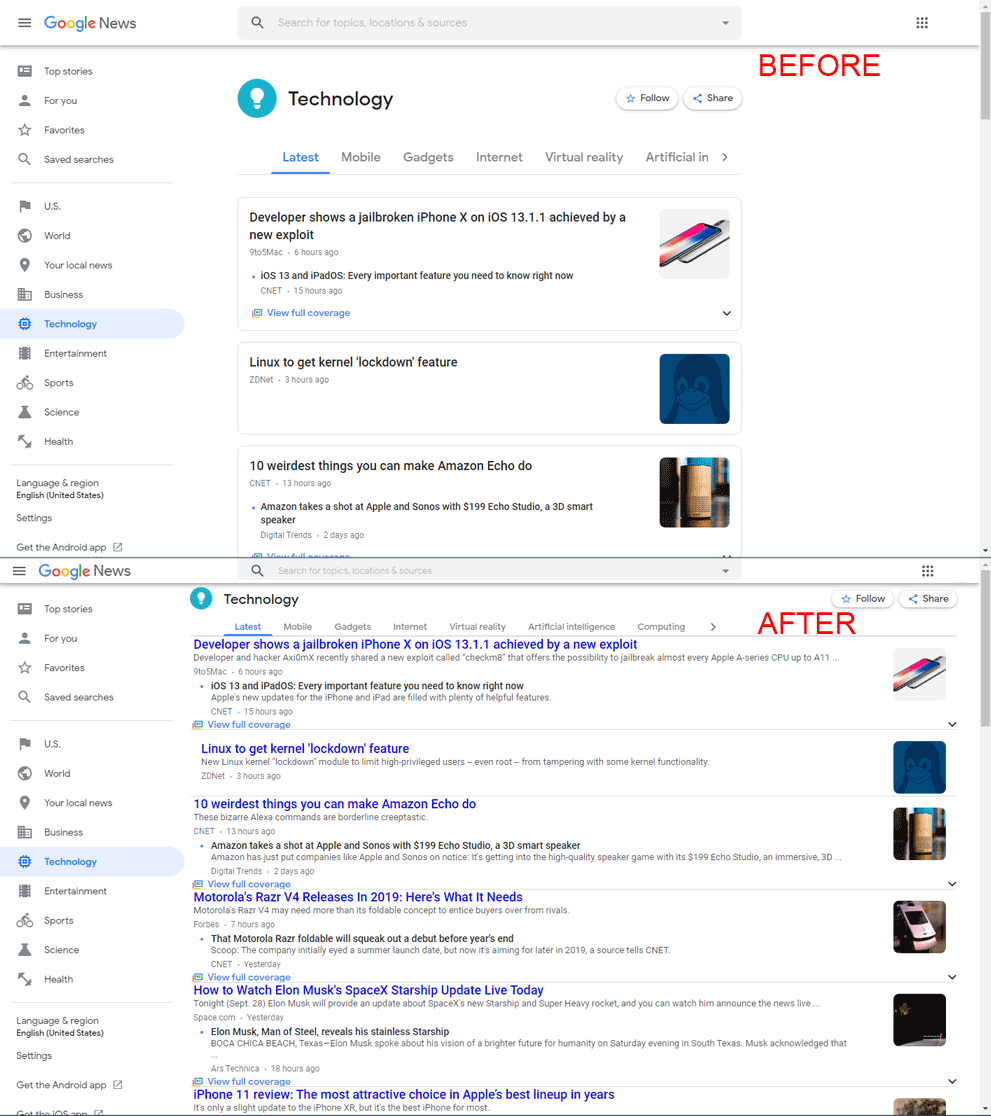 Google News
Search for topics, locations & sources
BEFORE
Top stories
For you
Favorites
Saved searches
U.S.
World
Your local news
Business
Technology
Entertainment
Sports
Science
Health
Language & region
English (United States)
Settings
Get the Android app
Technology
Follow
Share
Latest Mobile Gadgets Internet Virtual reality Artificial in
Developer shows a jailbroken iPhone X on iOS 13.1.1 achieved by a
new exploit
9to5Mac · 6 hours ago
iOS 13 and iPadOS: Every important feature you need to know right now
CNET · 15 hours ago
View full coverage
Linux to get kernel 'lockdown' feature
ZDNet · 3 hours ago
10 weirdest things you can make Amazon Echo do
CNET · 13 hours ago
Amazon takes a shot at Apple and Sonos with $199 Echo Studio, a 3D smart
speaker
Digital Trends · 2 days ago
View full coverage
Google News
Search for topics, locations & sources
AFTER
Top stories
For you
Favorites
Saved searches
U.S.
World
Your local news
Business
Technology
Entertainment
Sports
Science
Health
Language & region
English (United States)
Settings
Get the Android app
Get the iOS app
Technology
Follow
Share
Latest Mobile Gadgets Internet Virtual reality Artificial intelligence Computing
Developer shows a jailbroken iPhone X on iOS 13.1.1 achieved by a new exploit
Developer and hacker Axi0mX recently shared a new exploit called "checkm8" that offers the possibility to jailbreak almost every Apple A-series CPU up to A11 ...
9to5Mac · 6 hours ago
iOS 13 and iPadOS: Every important feature you need to know right now
Apple's new updates for the iPhone and iPad are filled with plenty of helpful features.
CNET · 15 hours ago
View full coverage
Linux to get kernel 'lockdown' feature
New Linux kernel "lockdown" module to limit high-privileged users -- even root -- from tampering with some kernel functionality.
ZDNet · 3 hours ago
10 weirdest things you can make Amazon Echo do
These bizarre Alexa commands are borderline creeptastic.
CNET · 13 hours ago
Amazon takes a shot at Apple and Sonos with $199 Echo Studio, a 3D smart speaker
Amazon has just put companies like Apple and Sonos on notice: It's getting into the high-quality speaker game with its $199 Echo Studio, an immersive, 3D ...
Digital Trends · 2 days ago
View full coverage
Motorola's Razr V4 Releases In 2019: Here's What It Needs
Motorola's Razr V4 may need more than its foldable concept to entice buyers over from rivals.
Forbes · 7 hours ago
That Motorola Razr foldable will squeak out a debut before year's end
Scoop: The company initially eyed a summer launch date, but now it's aiming for later in 2019, a source tells CNET.
CNET · Yesterday
View full coverage
How to Watch Elon Musk's SpaceX Starship Update Live Today
Tonight (Sept. 28) Elon Musk will provide an update about SpaceX's new Starship and Super Heavy rocket, and you can watch him announce the news live ...
Space.com · Yesterday
Elon Musk, Man of Steel, reveals his stainless Starship
BOCA CHICA BEACH, Texas—Elon Musk spoke about his vision of a brighter future for humanity on Saturday evening in South Texas. Musk acknowledged that
...
Ars Technica · 18 hours ago
View full coverage
iPhone 11 review: The most attractive choice in Apple's best lineup in years
It's only a slight update to the iPhone XR, but it's the best iPhone for most.